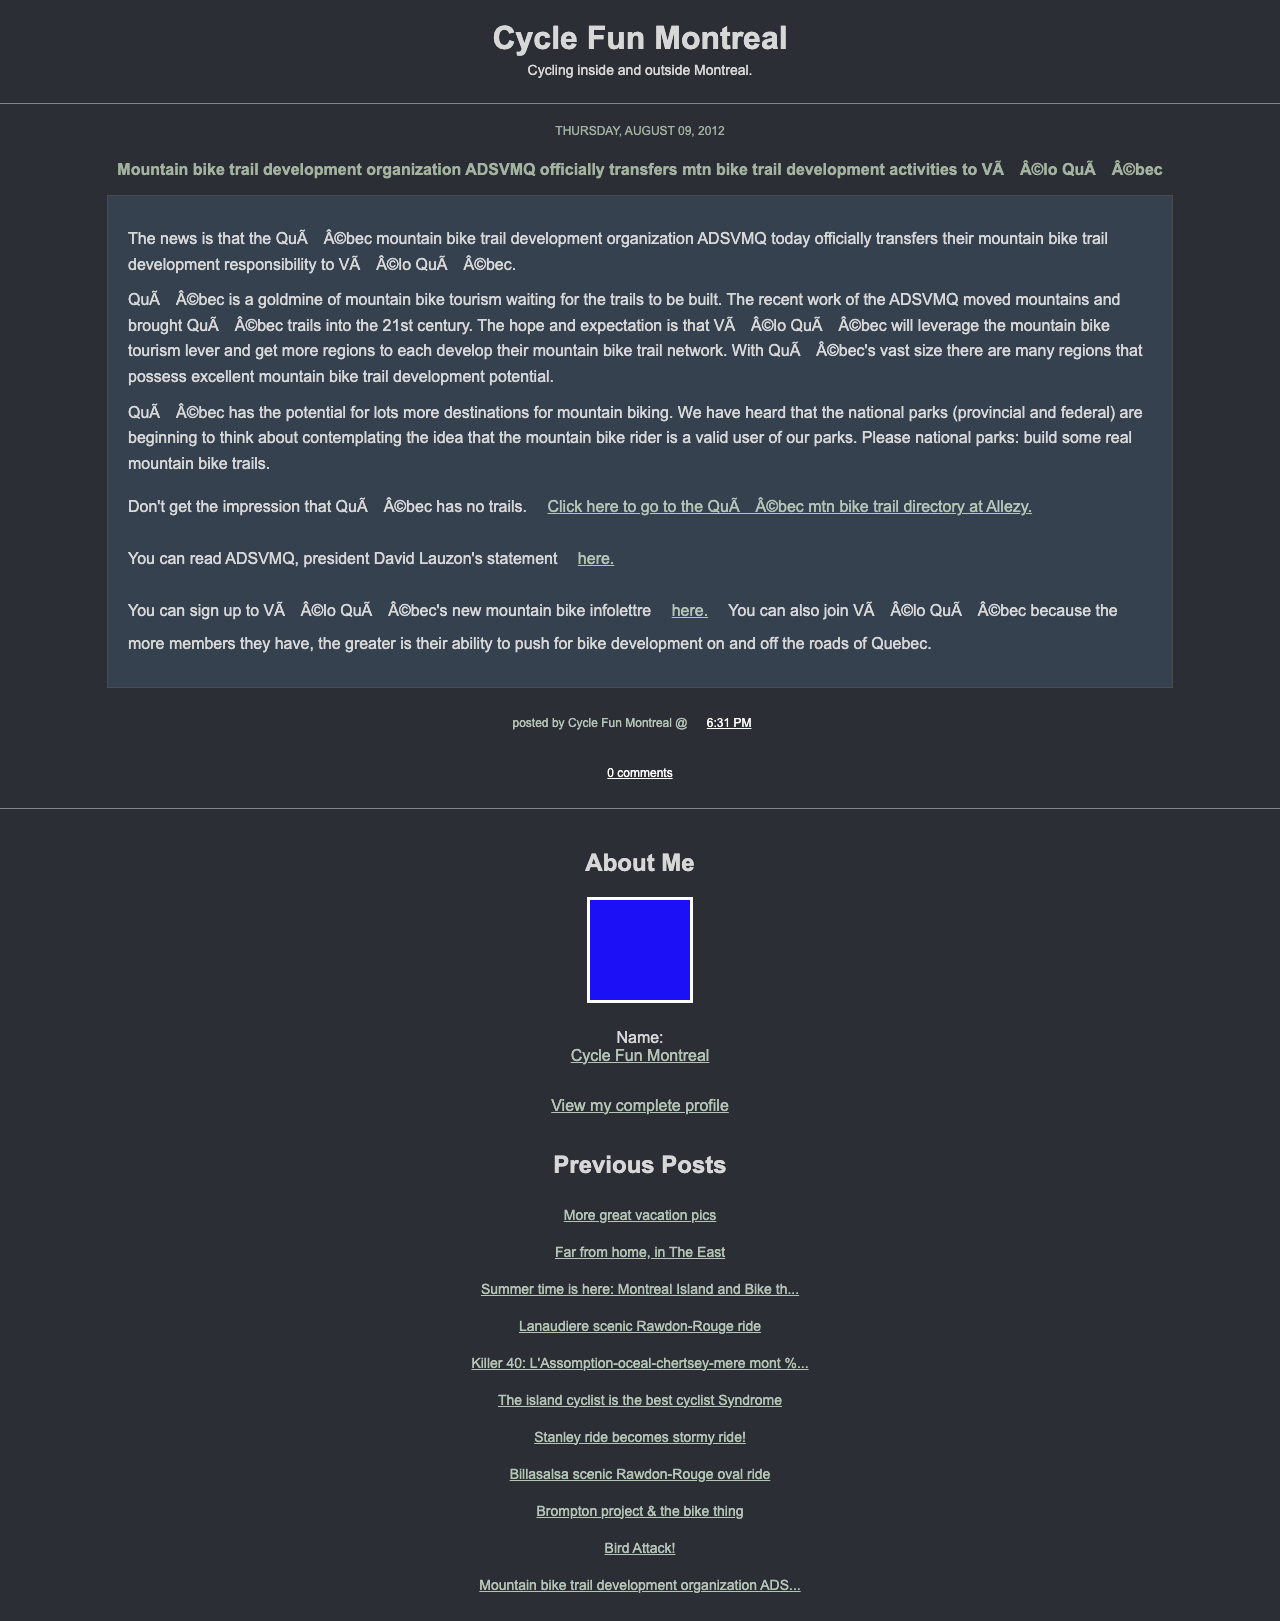 Cycle Fun Montreal
Cycling inside and outside Montreal.
THURSDAY, AUGUST 09, 2012
Mountain bike trail development organization ADSVMQ officially transfers mtn bike trail development activities to VÃ Â©lo QuÃ Â©bec
The news is that the QuÃ Â©bec mountain bike trail development organization ADSVMQ today officially transfers their mountain bike trail
development responsibility to VÃ Â©lo QuÃ Â©bec.
QuÃ Â©bec is a goldmine of mountain bike tourism waiting for the trails to be built. The recent work of the ADSVMQ moved mountains and
brought QuÃ Â©bec trails into the 21st century. The hope and expectation is that VÃ Â©lo QuÃ Â©bec will leverage the mountain bike
tourism lever and get more regions to each develop their mountain bike trail network. With QuÃ Â©bec's vast size there are many regions that
possess excellent mountain bike trail development potential.
QuÃ Â©bec has the potential for lots more destinations for mountain biking. We have heard that the national parks (provincial and federal) are
beginning to think about contemplating the idea that the mountain bike rider is a valid user of our parks. Please national parks: build some real
mountain bike trails.
Don't get the impression that QuÃ Â©bec has no trails. Click here to go to the QuÃ Â©bec mtn bike trail directory at Allezy.
You can read ADSVMQ, president David Lauzon's statement here.
You can sign up to VÃ Â©lo QuÃ Â©bec's new mountain bike infolettre here. You can also join VÃ Â©lo QuÃ Â©bec because the
more members they have, the greater is their ability to push for bike development on and off the roads of Quebec.
posted by Cycle Fun Montreal @ 6:31 PM
0 comments
About Me
Name:
Cycle Fun Montreal
View my complete profile
Previous Posts
More great vacation pics
Far from home, in The East
Summer time is here: Montreal Island and Bike th...
Lanaudiere scenic Rawdon-Rouge ride
Killer 40: L'Assomption-oceal-chertsey-mere mont %...
The island cyclist is the best cyclist Syndrome
Stanley ride becomes stormy ride!
Billasalsa scenic Rawdon-Rouge oval ride
Brompton project & the bike thing
Bird Attack!
Mountain bike trail development organization ADS...